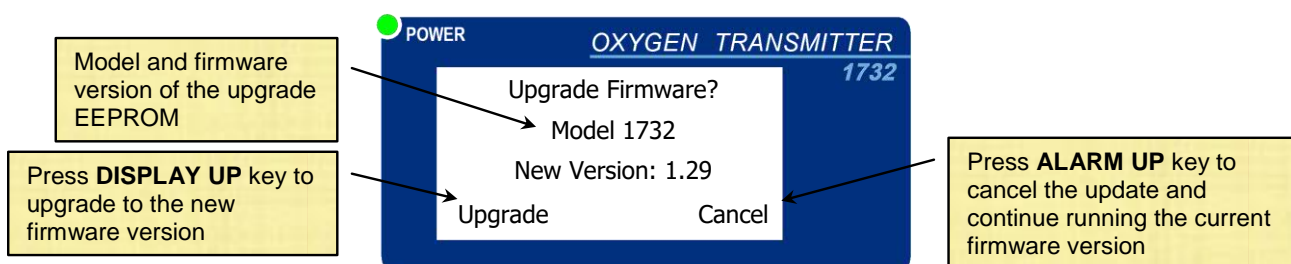 POWER
OXYGEN TRANSMITTER
1732
Model and firmware
version of the upgrade
EEPROM
Upgrade Firmware?
Model 1732
New Version: 1.29
Upgrade
Cancel
Press DISPLAY UP key to
upgrade to the new
firmware version
Press ALARM UP key to
cancel the update and
continue running the current
firmware version